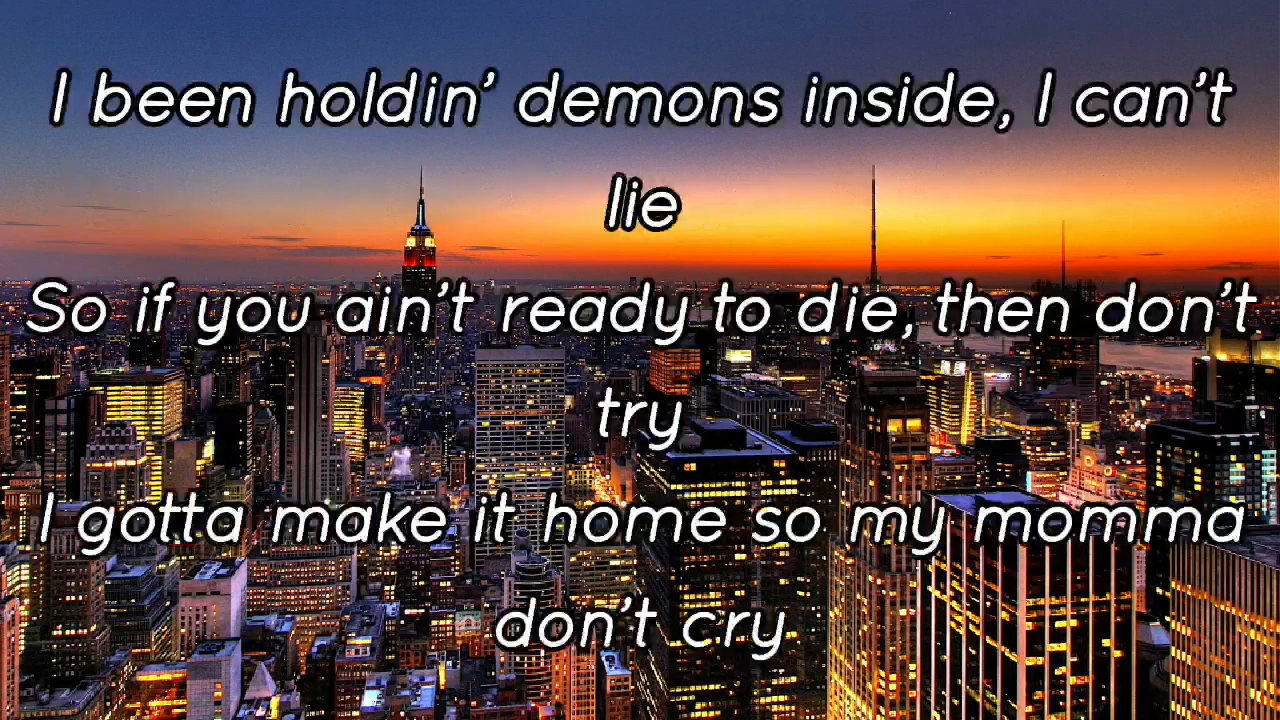 I been holdin’ demons inside, I can’t
lie
So if you ain’t ready to die, then don’t
try
I gotta make it home so my momma
don’t cry